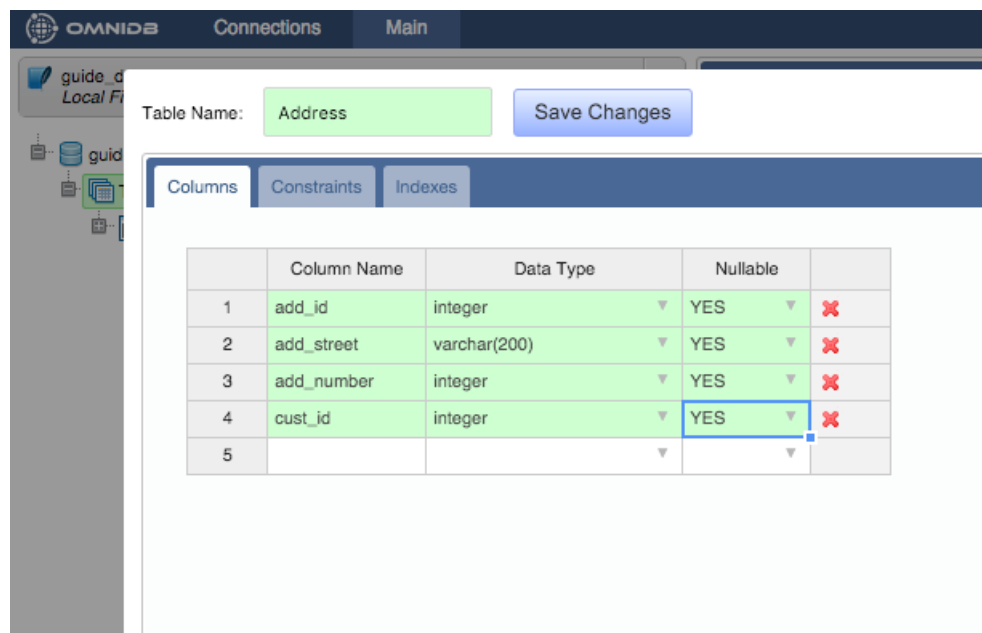 OMNIDB Connections Main
guide_d
Local Fi
Table Name: Address Save Changes
guid
Columns Constraints Indexes
Column Name Data Type Nullable
1 add_id integer YES
2 add_street varchar(200) YES
3 add_number integer YES
4 cust_id integer YES
5